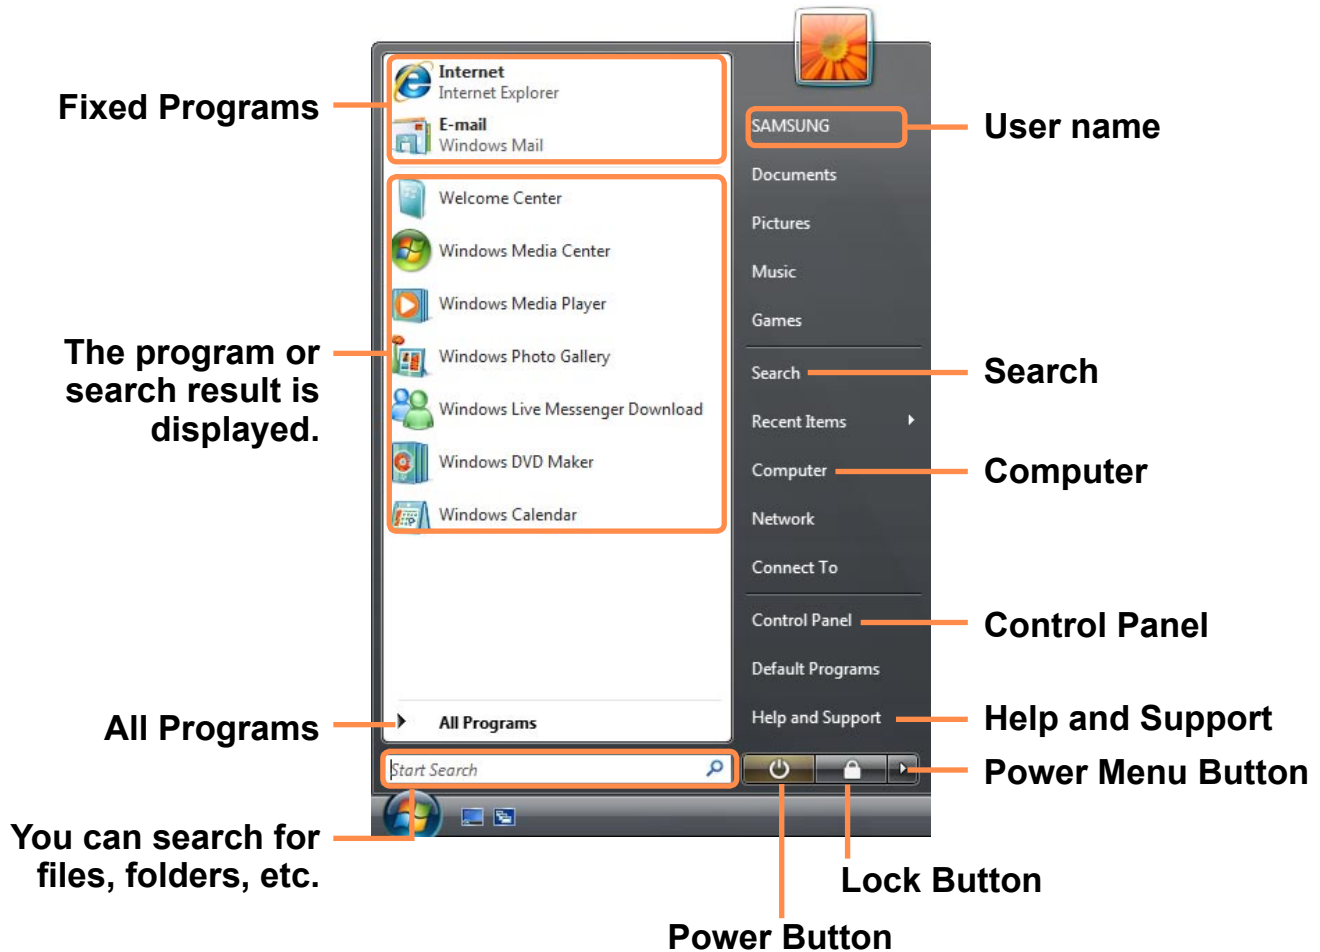 Fixed Programs
The program or
search result is
displayed.
All Programs
You can search for
files, folders, etc.
Internet
Internet Explorer
E-mail
Windows Mail
Welcome Center
Windows Media Center
Windows Media Player
Windows Photo Gallery
Windows Live Messenger Download
Windows DVD Maker
Windows Calendar
All Programs
Start Search
SAMSUNG
Documents
Pictures
Music
Games
Search
Recent Items
Computer
Network
Connect To
Control Panel
Default Programs
Help and Support
User name
Search
Computer
Control Panel
Help and Support
Power Menu Button
Lock Button
Power Button